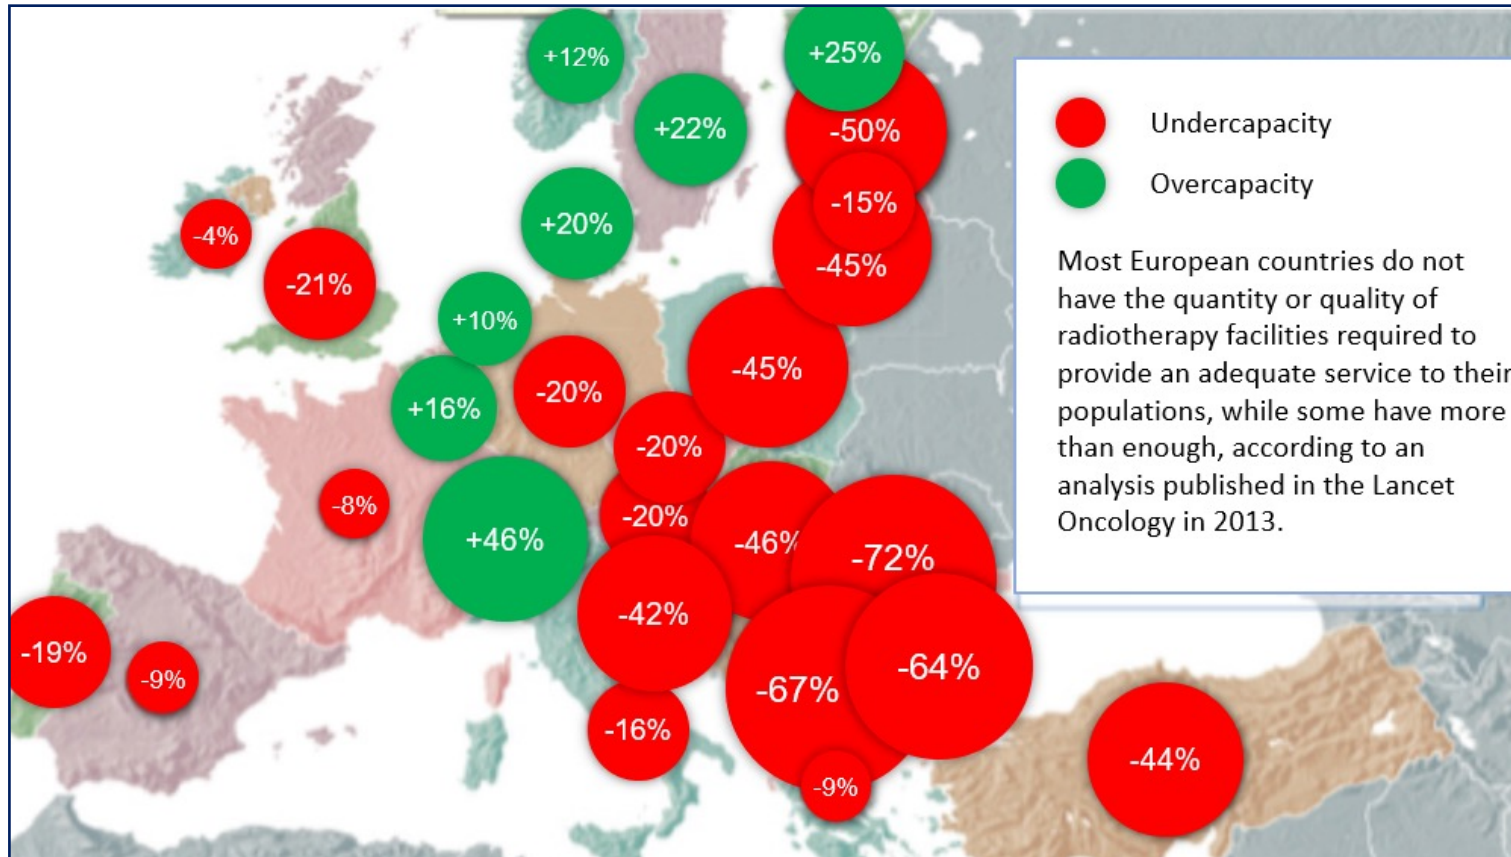 +12%
+25%
+22%
-50%
-15%
+20%
-4%
-45%
-21%
+10%
-45%
-20%
+16%
-20%
-8%
-20%
+46%
-46%
-72%
-42%
-19%
-9%
-67%
-64%
-16%
-9%
-44%
Undercapacity
Overcapacity
Most European countries do not
have the quantity or quality of
radiotherapy facilities required to
provide an adequate service to their
populations, while some have more
than enough, according to an
analysis published in the Lancet
Oncology in 2013.